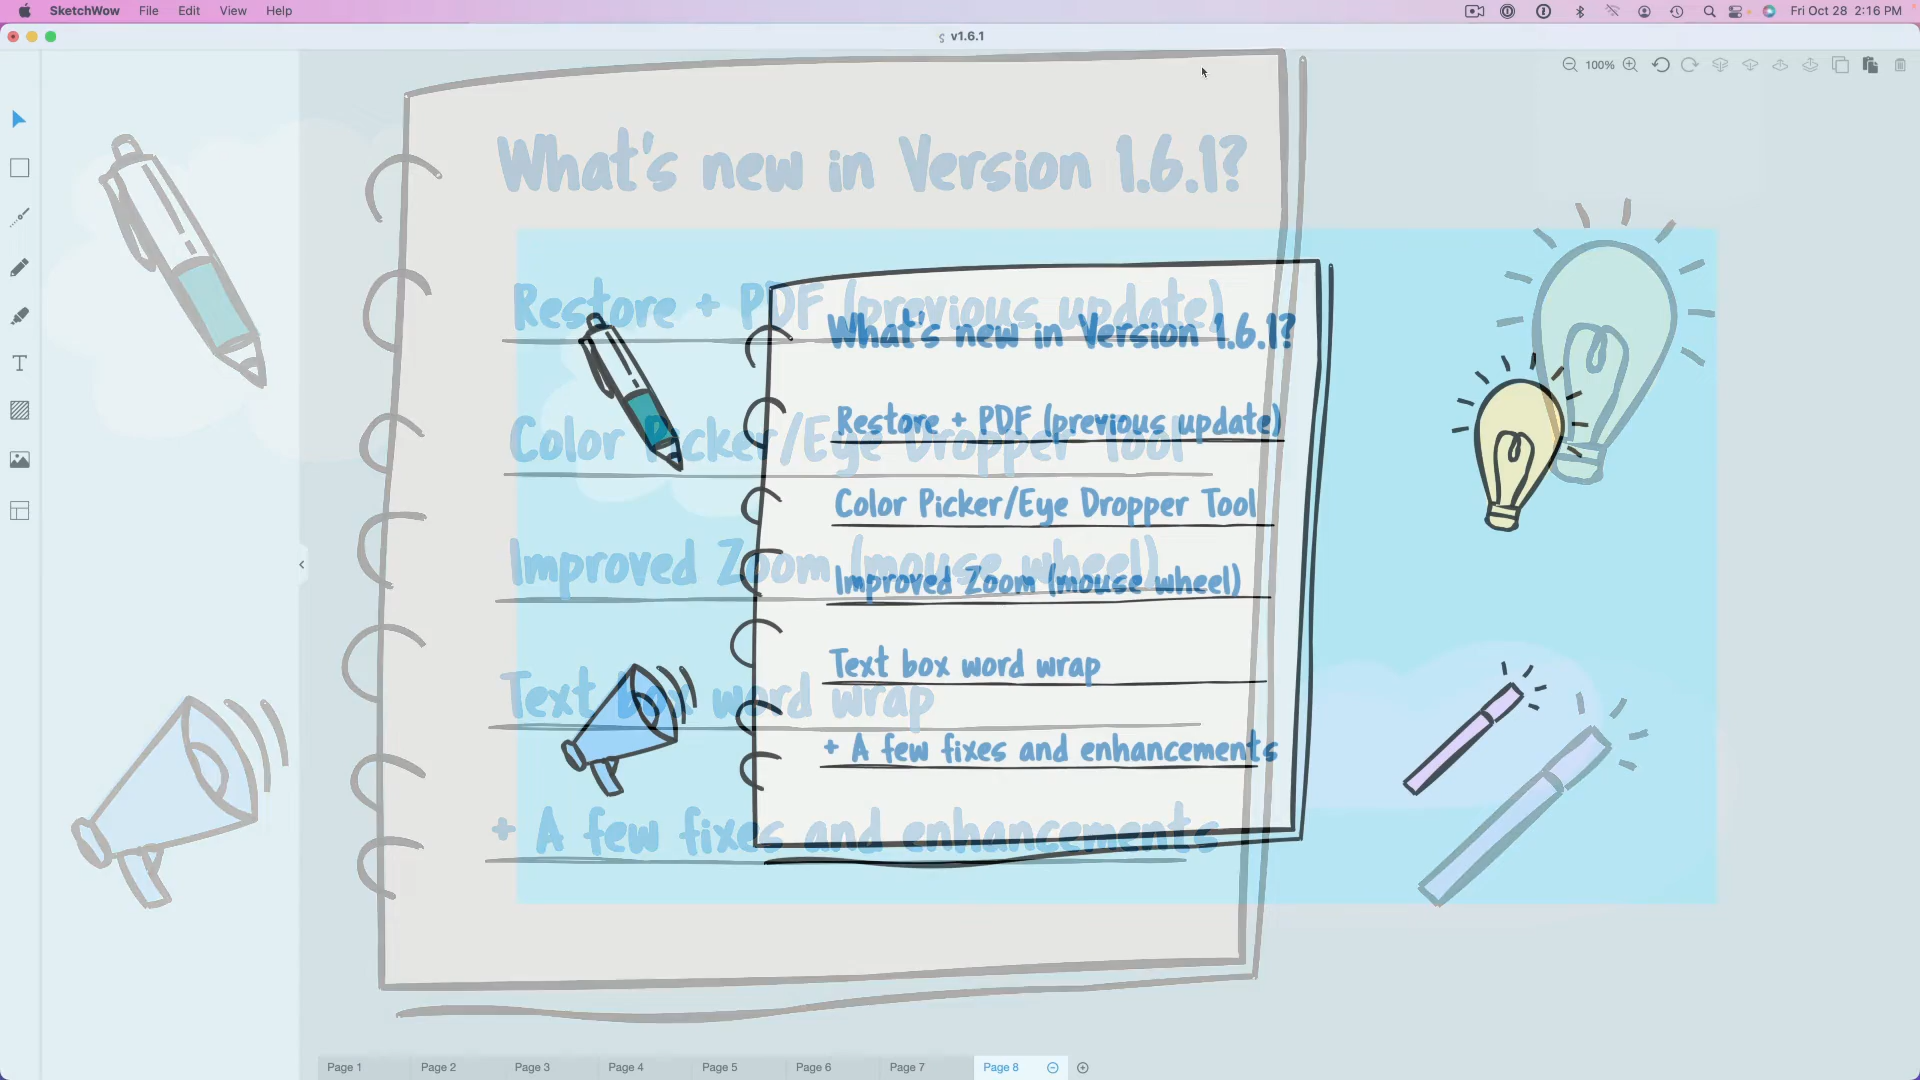 SketchWow File Edit View Help
Fri Oct 28 2:16 PM
v1.6.1
100%
What's new in Version 1.6.1?
Restore + PDF (previous update)
Color Picker/Eye Dropper Tool
Improved Zoom (mouse wheel)
Text box word wrap
+ A few fixes and enhancements
What's new in Version 1.6.1?
Restore + PDF (previous update)
Color Picker/Eye Dropper Tool
Improved Zoom (mouse wheel)
Text box word wrap
+ A few fixes and enhancements
Page 1 Page 2 Page 3 Page 4 Page 5 Page 6 Page 7 Page 8